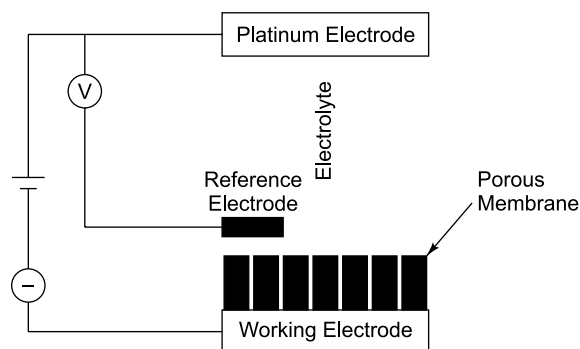 Platinum Electrode
V
Electrolyte
Reference
Electrode
Porous
Membrane
−
Working Electrode